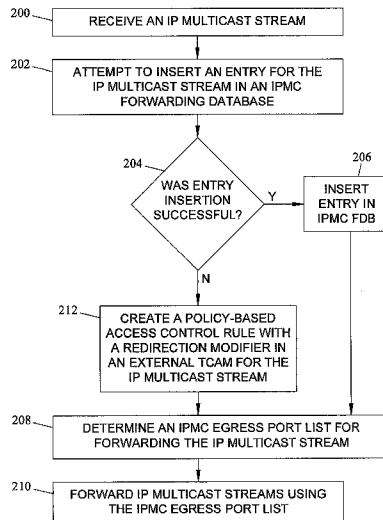 200
RECEIVE AN IP MULTICAST STREAM
202
ATTEMPT TO INSERT AN ENTRY FOR THE
IP MULTICAST STREAM IN AN IPMC
FORWARDING DATABASE
204
WAS ENTRY
INSERTION
SUCCESSFUL?
Y
206
INSERT
ENTRY IN
IPMC FDB
N
212
CREATE A POLICY-BASED
ACCESS CONTROL RULE WITH
A REDIRECTION MODIFIER IN
AN EXTERNAL TCAM FOR THE
IP MULTICAST STREAM
208
DETERMINE AN IPMC EGRESS PORT LIST FOR
FORWARDING THE IP MULTICAST STREAM
210
FORWARD IP MULTICAST STREAMS USING
THE IPMC EGRESS PORT LIST